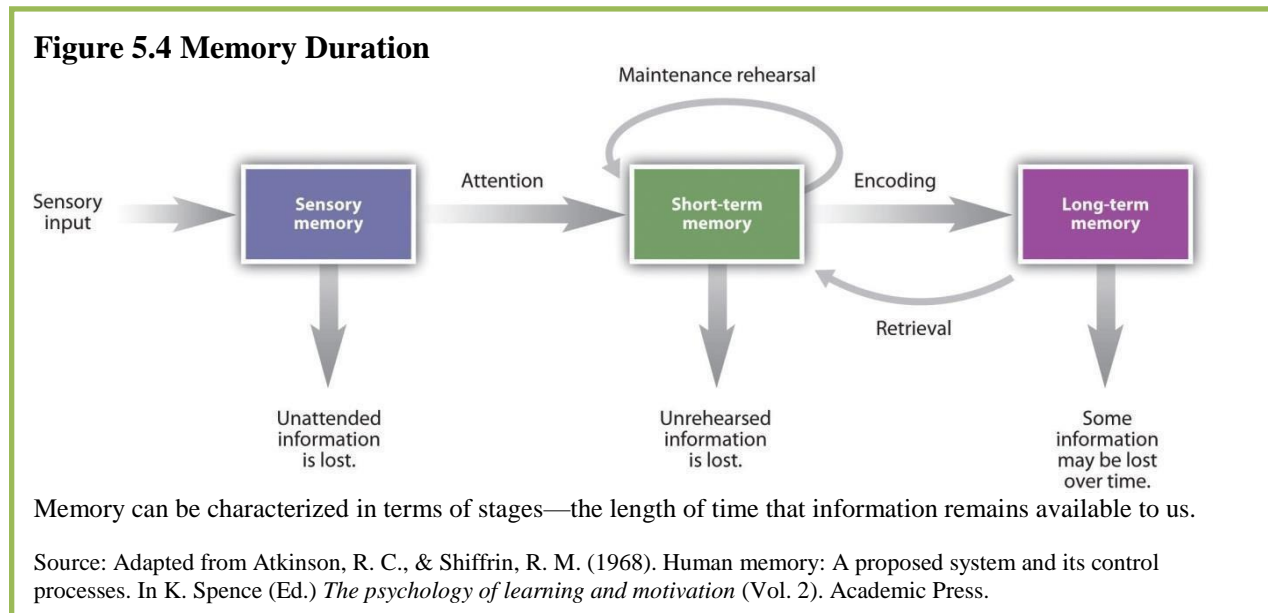 Figure 5.4 Memory Duration
Maintenance rehearsal
Sensory
input
Sensory
memory
Attention
Short-term
memory
Encoding
Long-term
memory
Retrieval
Unattended
information
is lost.
Unrehearsed
information
is lost.
Some
information
may be lost
over time.
Memory can be characterized in terms of stages—the length of time that information remains available to us.
Source: Adapted from Atkinson, R. C., & Shiffrin, R. M. (1968). Human memory: A proposed system and its control
processes. In K. Spence (Ed.) The psychology of learning and motivation (Vol. 2). Academic Press.